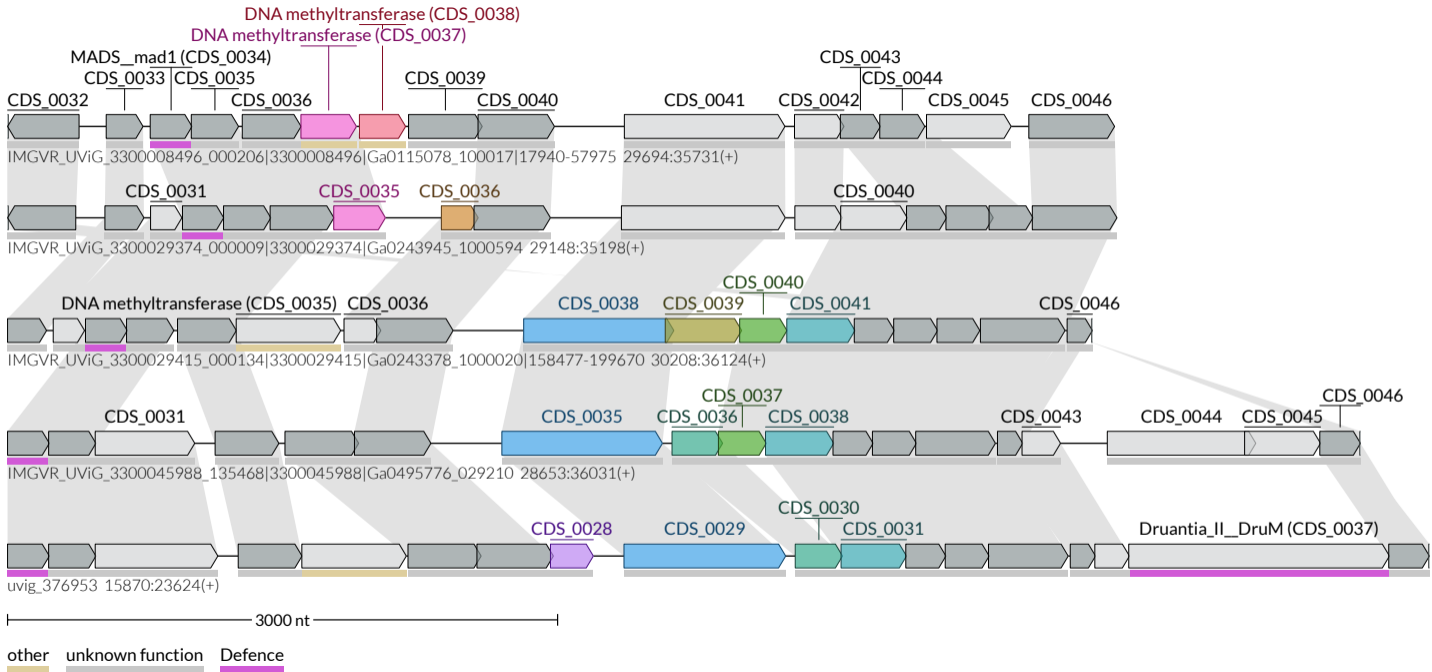 DNA methyltransferase (CDS_0038)
DNA methyltransferase (CDS_0037)
MADS__mad1 (CDS_0034) CDS_0043
CDS_0033 CDS_0035 CDS_0039 CDS_0044
CDS_0032 CDS_0036 CDS_0040 CDS_0041 CDS_0042 CDS_0045 CDS_0046
IMGVR_UViG_3300008496_000206|3300008496|Ga0115078_100017|17940-57975 29694:35731(+)
CDS_0031 CDS_0035 CDS_0036 CDS_0040
IMGVR_UViG_3300029374_000009|3300029374|Ga0243945_1000594 29148:35198(+)
CDS_0040
DNA methyltransferase (CDS_0035) CDS_0036 CDS_0038 CDS_0039 CDS_0041 CDS_0046
IMGVR_UViG_3300029415_000134|3300029415|Ga0243378_1000020|158477-199670 30208:36124(+)
CDS_0037 CDS_0046
CDS_0031 CDS_0035 CDS_0036 CDS_0038 CDS_0043 CDS_0044 CDS_0045
IMGVR_UViG_3300045988_135468|3300045988|Ga0495776_029210 28653:36031(+)
CDS_0030
CDS_0028 CDS_0029 CDS_0031 Druantia_II__DruM (CDS_0037)
uvig_376953 15870:23624(+)
3000 nt
other unknown function Defence